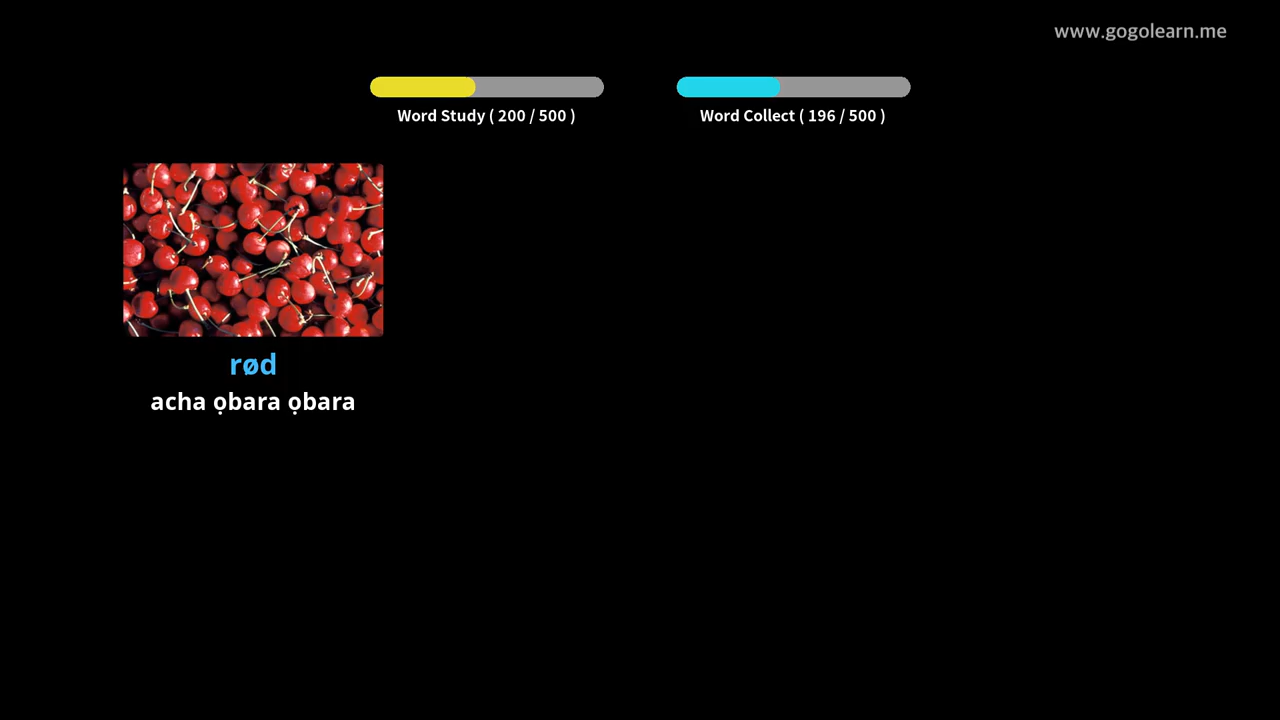 www.gogolearn.me
Word Study ( 200 / 500 )
Word Collect ( 196 / 500 )
rød
acha ọbara ọbara